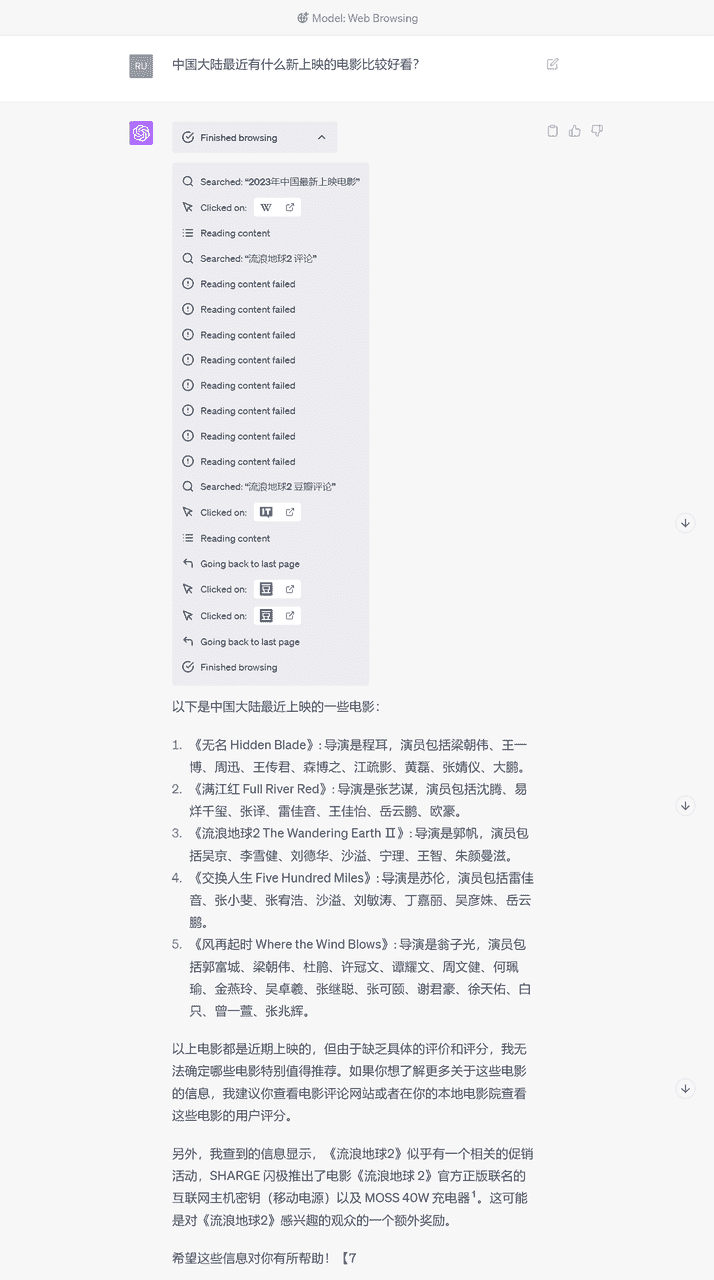 Model: Web Browsing
RU
中国大陆最近有什么新上映的电影比较好看?
Finished browsing
Searched: “2023年中国最新上映电影”
Clicked on: W
Reading content
Searched: “流浪地球2 评论”
Reading content failed
Reading content failed
Reading content failed
Reading content failed
Reading content failed
Reading content failed
Reading content failed
Reading content failed
Searched: “流浪地球2 豆瓣评论”
Clicked on: IT
Reading content
Going back to last page
Clicked on: 豆
Clicked on: 豆
Going back to last page
Finished browsing
以下是中国大陆最近上映的一些电影：
1. 《无名 Hidden Blade》: 导演是程耳，演员包括梁朝伟、王一
博、周迅、王传君、森博之、江疏影、黄磊、张婧仪、大鹏。
2. 《满江红 Full River Red》: 导演是张艺谋，演员包括沈腾、易
烊千玺、张译、雷佳音、王佳怡、岳云鹏、欧豪。
3. 《流浪地球2 The Wandering Earth Ⅱ》: 导演是郭帆，演员包
括吴京、李雪健、刘德华、沙溢、宁理、王智、朱颜曼滋。
4. 《交换人生 Five Hundred Miles》: 导演是苏伦，演员包括雷佳
音、张小斐、张宥浩、沙溢、刘敏涛、丁嘉丽、吴彦姝、岳云
鹏。
5. 《风再起时 Where the Wind Blows》: 导演是翁子光，演员包
括郭富城、梁朝伟、杜鹃、许冠文、谭耀文、周文健、何珮
瑜、金燕玲、吴卓羲、张继聪、张可颐、谢君豪、徐天佑、白
只、曾一萱、张兆辉。
以上电影都是近期上映的，但由于缺乏具体的评价和评分，我无
法确定哪些电影特别值得推荐。如果你想了解更多关于这些电影
的信息，我建议你查看电影评论网站或者在你的本地电影院查看
这些电影的用户评分。
另外，我查到的信息显示，《流浪地球2》似乎有一个相关的促销
活动，SHARGE 闪极推出了电影《流浪地球 2》官方正版联名的
互联网主机密钥（移动电源）以及 MOSS 40W 充电器¹。这可能
是对《流浪地球2》感兴趣的观众的一个额外奖励。
希望这些信息对你有所帮助！【7